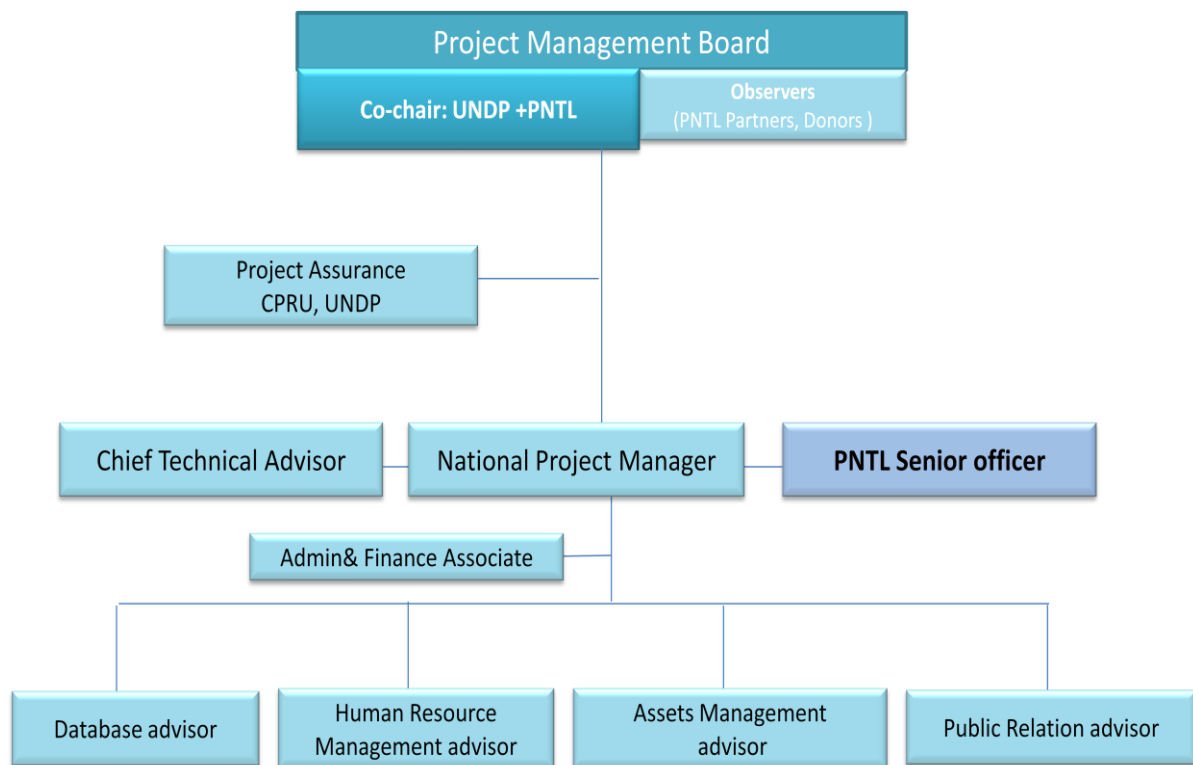 Project Management Board
Co-chair: UNDP +PNTL
Observers
(PNTL Partners, Donors )
Project Assurance
CPRU, UNDP
Chief Technical Advisor
National Project Manager
PNTL Senior officer
Admin& Finance Associate
Database advisor
Human Resource
Management advisor
Assets Management
advisor
Public Relation advisor